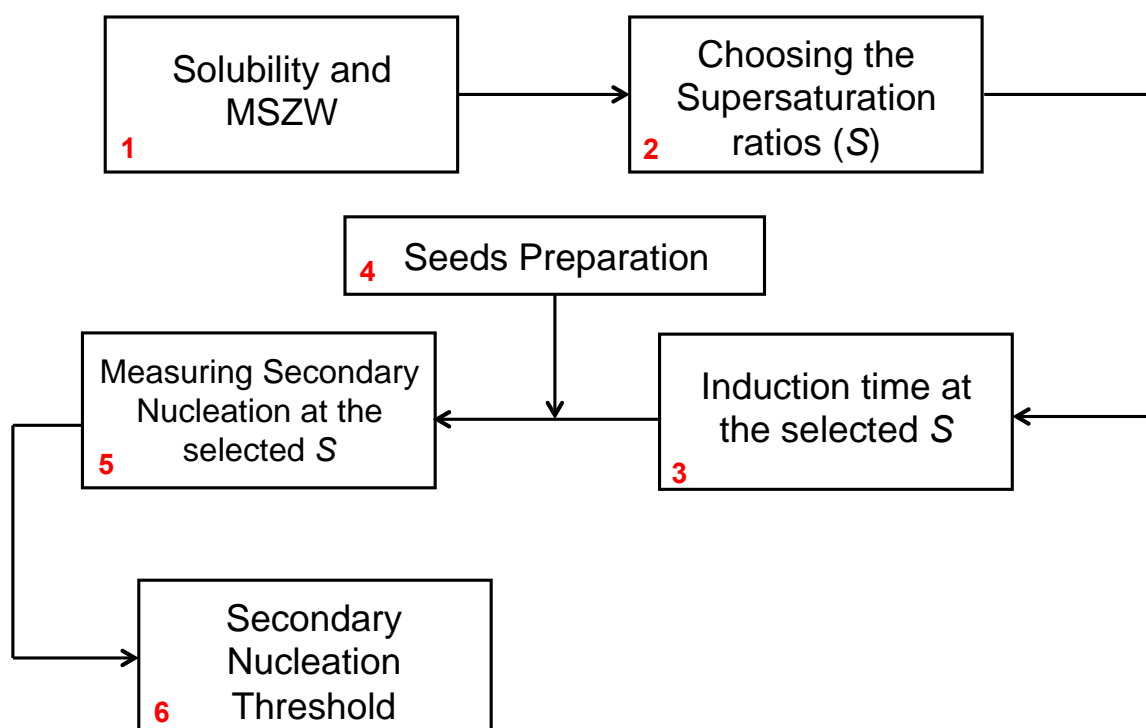 Solubility and
MSZW
1
Choosing the
Supersaturation
ratios (S)
2
4 Seeds Preparation
Measuring Secondary
Nucleation at the
selected S
5
Induction time at
the selected S
3
Secondary
Nucleation
Threshold
6